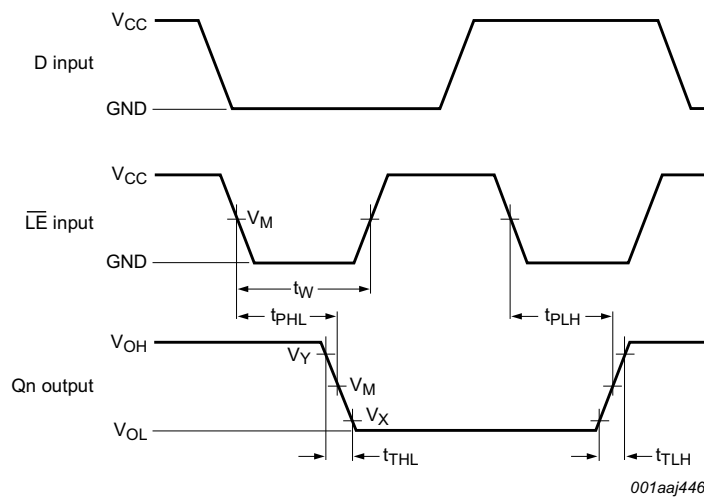 V_CC
D input
GND
V_CC
L̅E̅ input
V_M
GND
t_W
t_PHL
t_PLH
V_OH
V_Y
Qn output
V_M
V_X
V_OL
t_THL
t_TLH
001aaj446